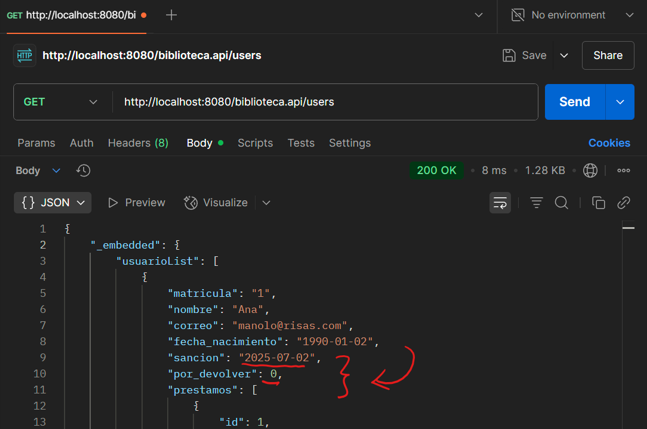 GET http://localhost:8080/bi
No environment
HTTP http://localhost:8080/biblioteca.api/users
Save
Share
GET
http://localhost:8080/biblioteca.api/users
Send
Params Auth Headers (8) Body Scripts Tests Settings Cookies
Body
200 OK • 8 ms • 1.28 KB
{} JSON
Preview
Visualize
1 {
2 "_embedded": {
3 "usuarioList": [
4 {
5 "matricula": "1",
6 "nombre": "Ana",
7 "correo": "manolo@risas.com",
8 "fecha_nacimiento": "1990-01-02",
9 "sancion": "2025-07-02",
10 "por_devolver": 0,
11 "prestamos": [
12 {
13 "id": 1,